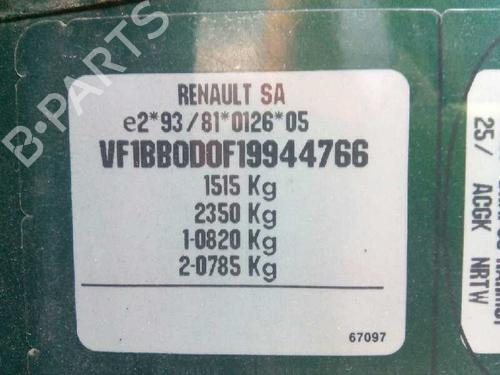 RENAULT SA
e2*93/81*0126*05
VF1BB0D0F19944766
1515 Kg
2350 Kg
1-0820 Kg
2-0785 Kg
67097
25/ ACGK NRTW
B-PARTS